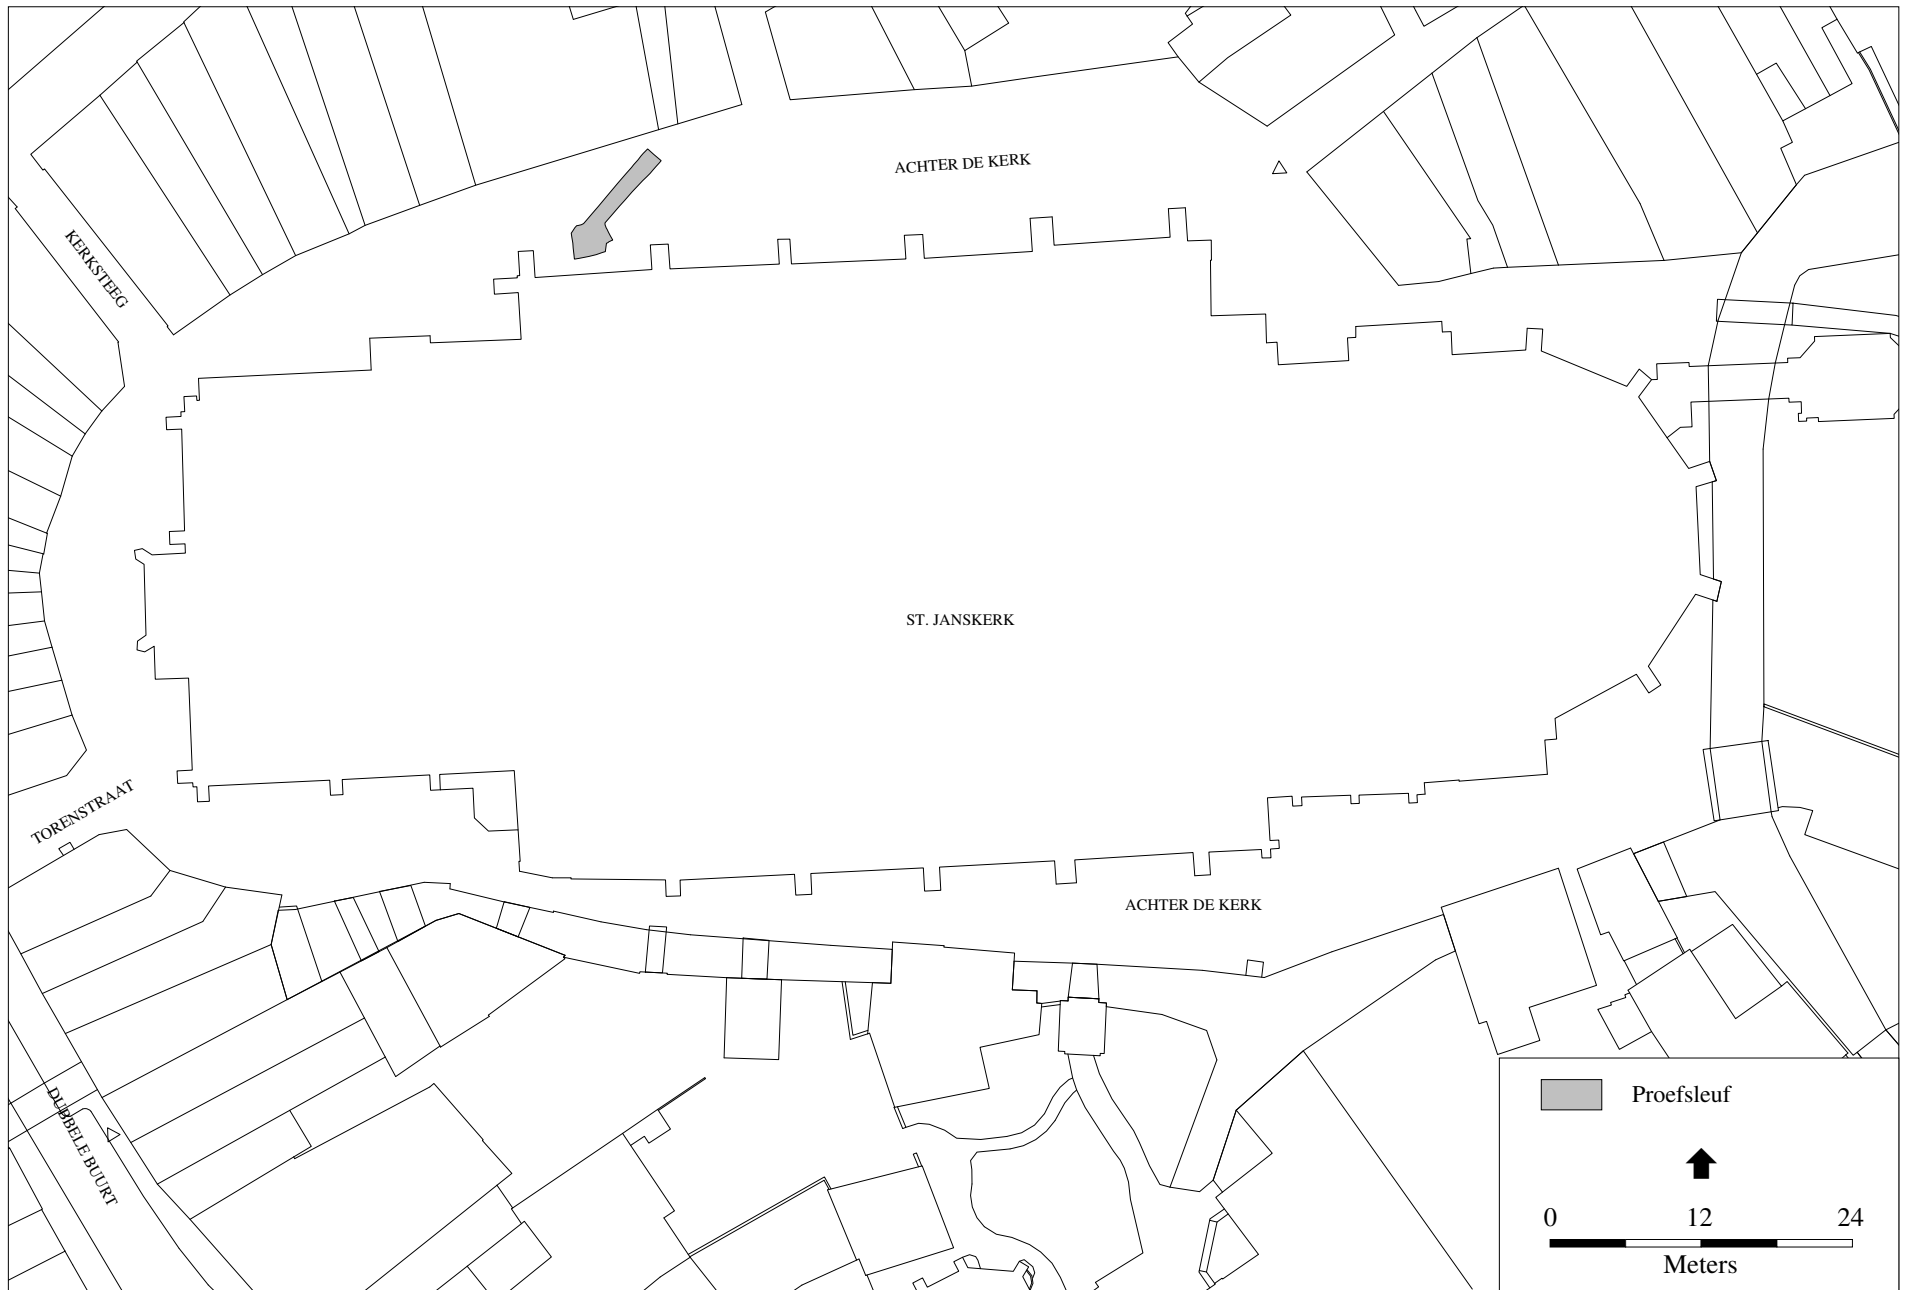 ACHTER DE KERK
KERKSTEEG
ST. JANSKERK
TORENSTRAAT
ACHTER DE KERK
DUBBELE BUURT
Proefsleuf
0 12 24
Meters